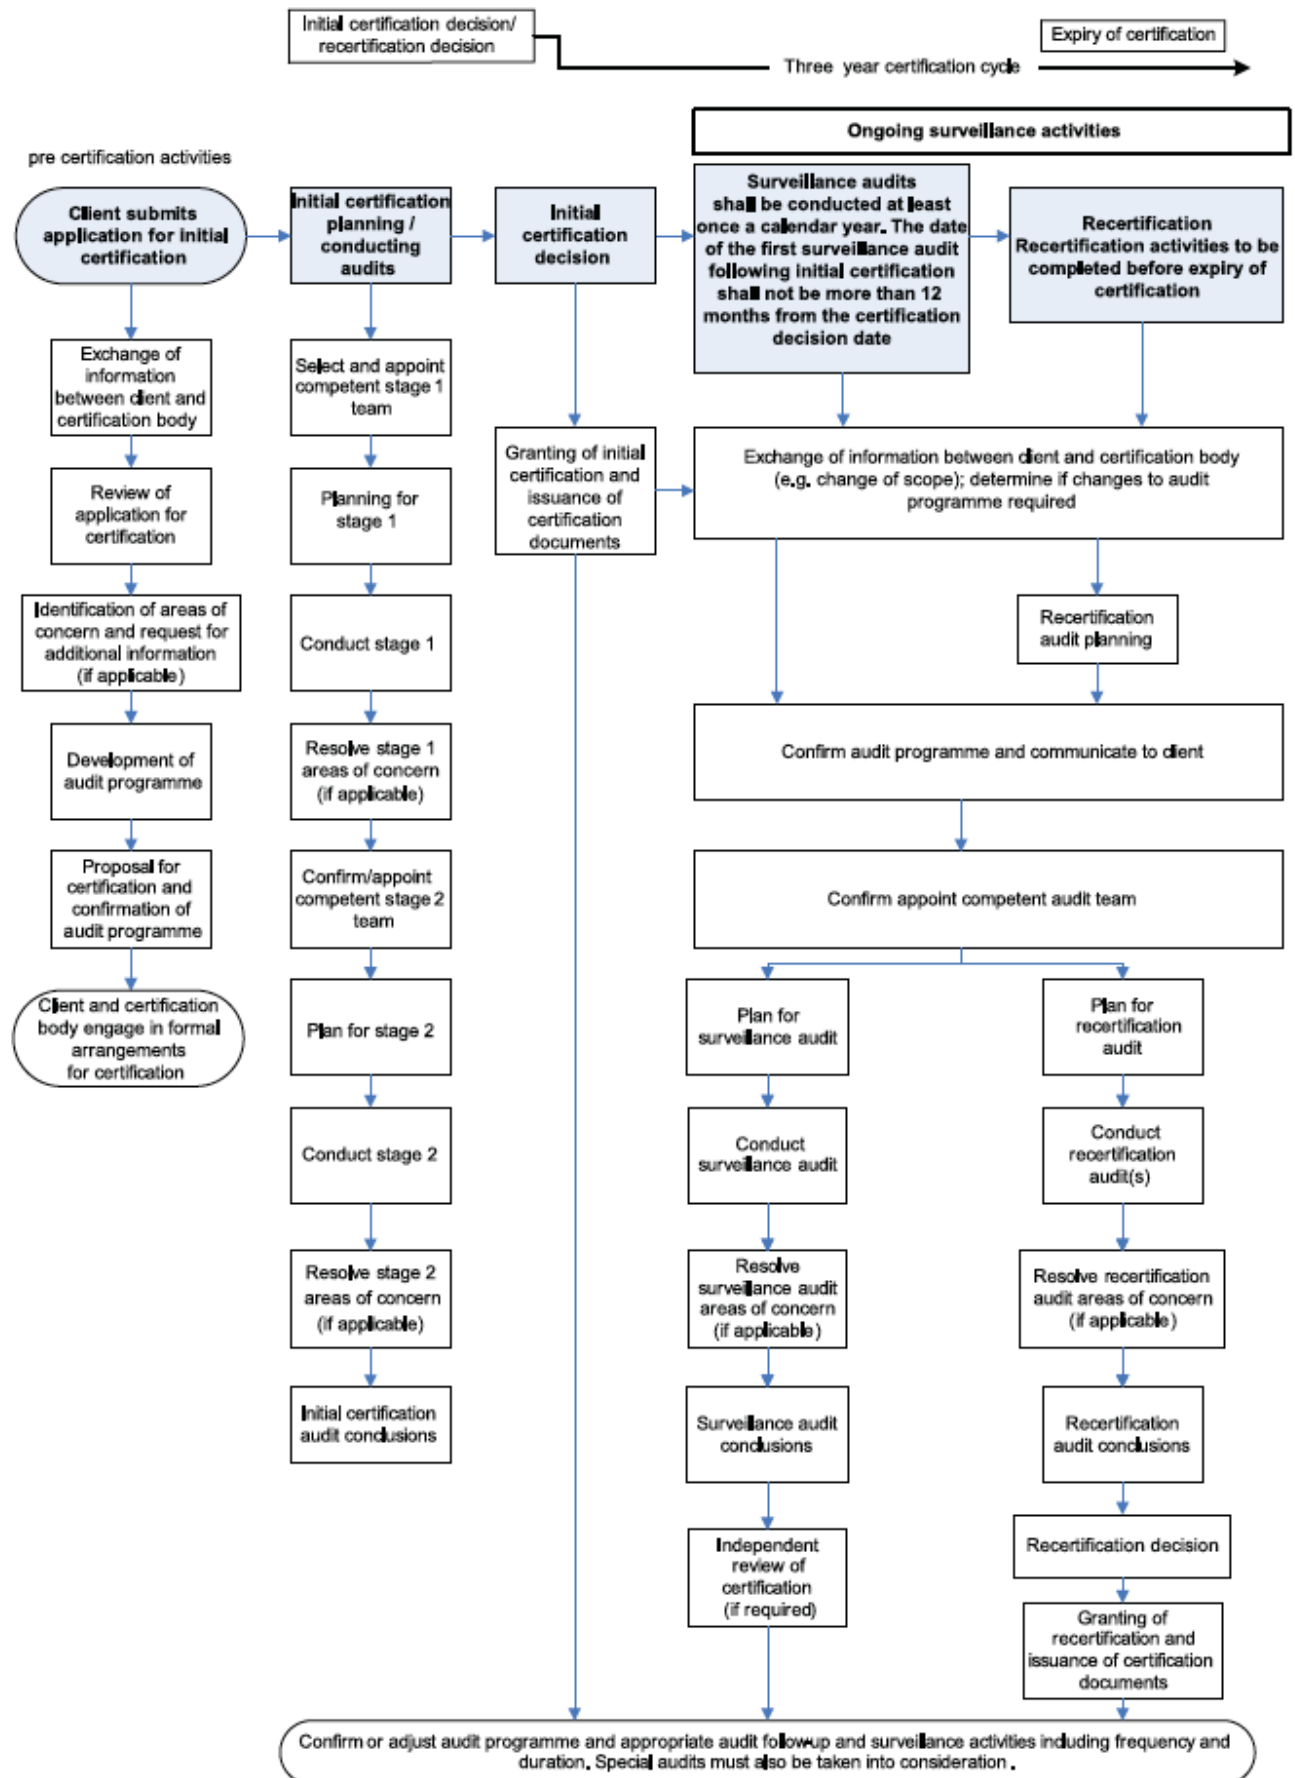 Initial certification decision/
recertification decision
Expiry of certification
Three year certification cycle
Ongoing surveillance activities
pre certification activities
Client submits
application for initial
certification
Initial certification
planning /
conducting
audits
Initial
certification
decision
Surveillance audits
shall be conducted at least
once a calendar year. The date
of the first surveillance audit
following initial certification
shall not be more than 12
months from the certification
decision date
Recertification
Recertification activities to be
completed before expiry of
certification
Exchange of
information
between client and
certification body
Review of
application for
certification
Identification of areas of
concern and request for
additional information
(if applicable)
Development of
audit programme
Proposal for
certification and
confirmation of
audit programme
Client and certification
body engage in formal
arrangements
for certification
Select and appoint
competent stage 1
team
Planning for
stage 1
Conduct stage 1
Resolve stage 1
areas of concern
(if applicable)
Confirm/appoint
competent stage 2
team
Plan for stage 2
Conduct stage 2
Resolve stage 2
areas of concern
(if applicable)
Initial certification
audit conclusions
Granting of initial
certification and
issuance of
certification
documents
Exchange of information between client and certification body
(e.g. change of scope); determine if changes to audit
programme required
Recertification
audit planning
Confirm audit programme and communicate to client
Confirm appoint competent audit team
Plan for
surveillance audit
Conduct
surveillance audit
Resolve
surveillance audit
areas of concern
(if applicable)
Surveillance audit
conclusions
Independent
review of
certification
(if required)
Plan for
recertification
audit
Conduct
recertification
audit(s)
Resolve recertification
audit areas of concern
(if applicable)
Recertification
audit conclusions
Recertification decision
Granting of
recertification and
issuance of certification
documents
Confirm or adjust audit programme and appropriate audit follow-up and surveillance activities including frequency and
duration. Special audits must also be taken into consideration .